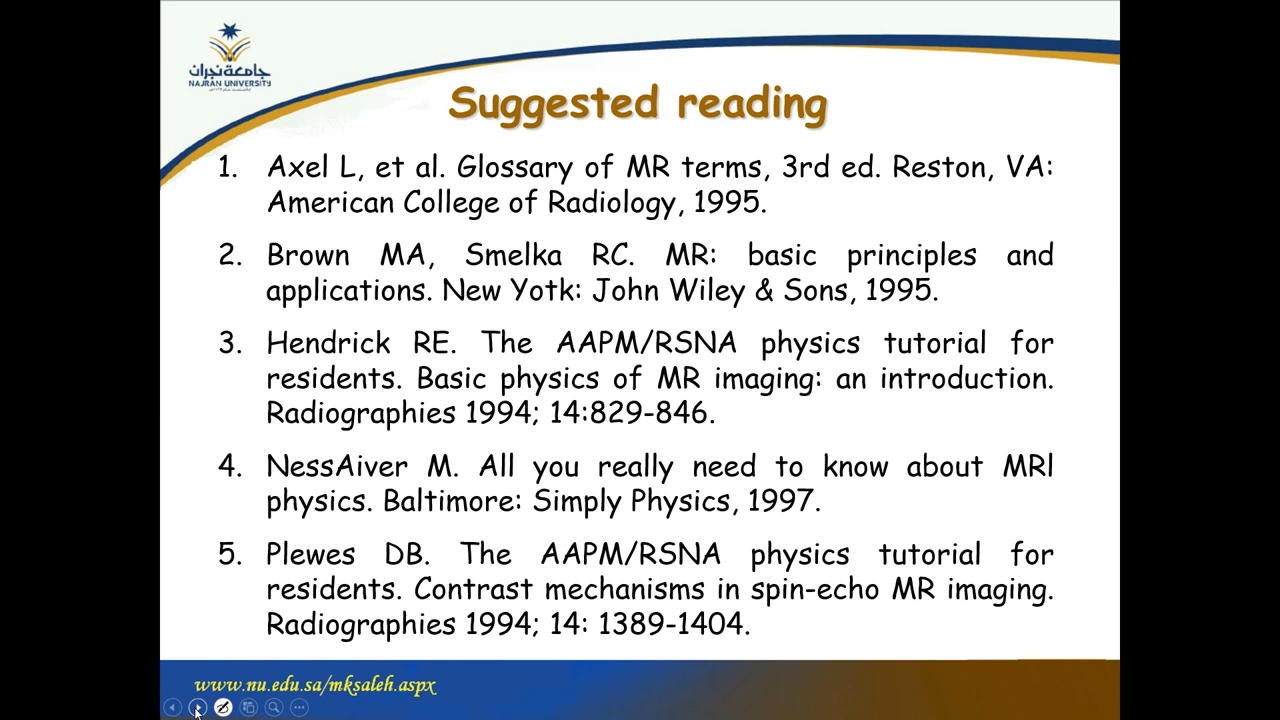 جامعة نجران
NAJRAN UNIVERSITY
Suggested reading
1. Axel L, et al. Glossary of MR terms, 3rd ed. Reston, VA:
American College of Radiology, 1995.
2. Brown MA, Smelka RC. MR: basic principles and
applications. New Yotk: John Wiley & Sons, 1995.
3. Hendrick RE. The AAPM/RSNA physics tutorial for
residents. Basic physics of MR imaging: an introduction.
Radiographies 1994; 14:829-846.
4. NessAiver M. All you really need to know about MRl
physics. Baltimore: Simply Physics, 1997.
5. Plewes DB. The AAPM/RSNA physics tutorial for
residents. Contrast mechanisms in spin-echo MR imaging.
Radiographies 1994; 14: 1389-1404.
www.nu.edu.sa/mksaleh.aspx